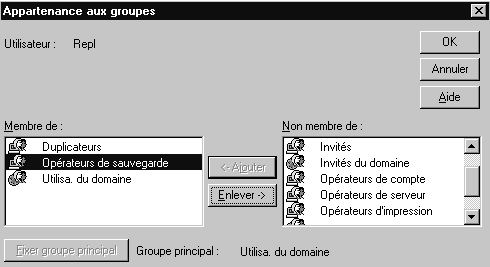 Appartenance aux groupes
Utilisateur : Repl
OK
Annuler
Aide
Membre de :
Non membre de :
Duplicateurs
Opérateurs de sauvegarde
Utilisa. du domaine
<- Ajouter
Enlever ->
Invités
Invités du domaine
Opérateurs de compte
Opérateurs de serveur
Opérateurs d'impression
Fixer groupe principal
Groupe principal : Utilisa. du domaine